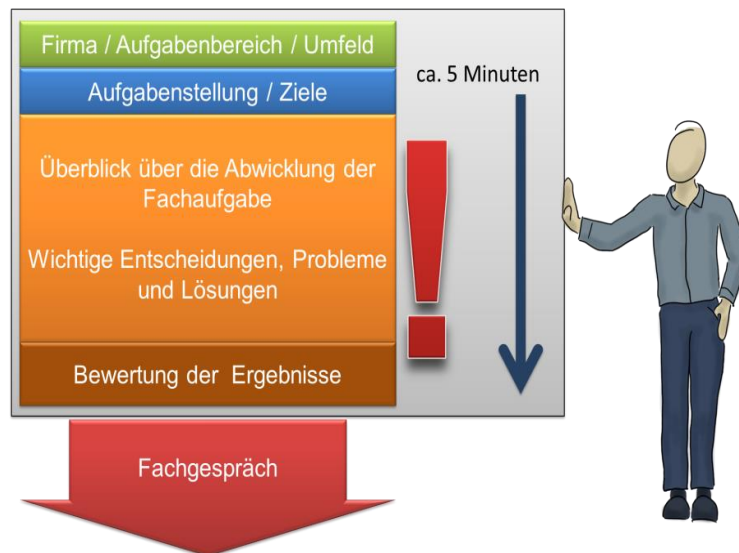 Firma / Aufgabenbereich / Umfeld
Aufgabenstellung / Ziele
ca. 5 Minuten
Überblick über die Abwicklung der
Fachaufgabe
Wichtige Entscheidungen, Probleme
und Lösungen
!
Bewertung der Ergebnisse
Fachgespräch